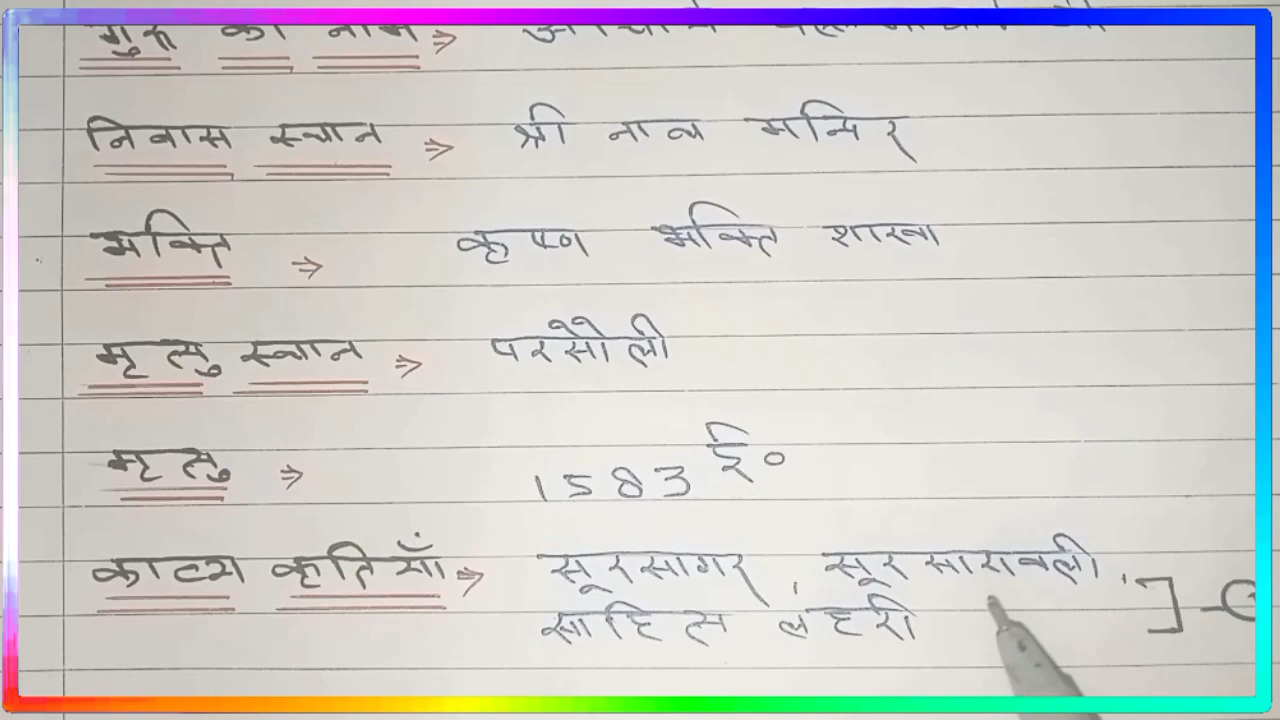 गुरु का नाम ⇒
निवास स्थान ⇒ श्री नाथ मन्दिर
भक्ति ⇒ कृष्ण भक्ति शाखा
मृत्यु स्थान ⇒ परसौली
मृत्यु ⇒ 1583 ई०
काव्य कृतियाँ ⇒ सूरसागर, सूर सारावली,
साहित्य लहरी